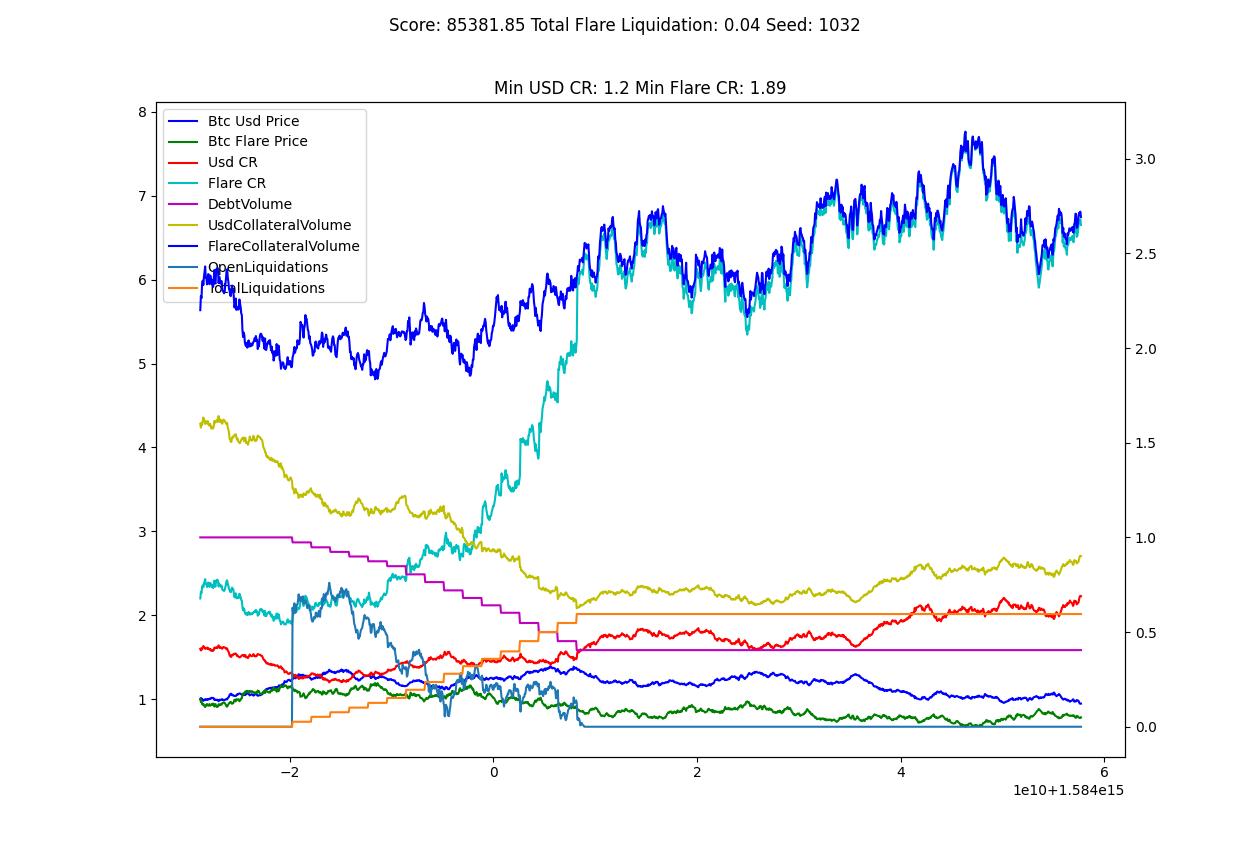 Score: 85381.85 Total Flare Liquidation: 0.04 Seed: 1032
Min USD CR: 1.2 Min Flare CR: 1.89
8
7
6
5
4
3
2
1
Btc Usd Price
Btc Flare Price
Usd CR
Flare CR
DebtVolume
UsdCollateralVolume
FlareCollateralVolume
OpenLiquidations
TotalLiquidations
3.0
2.5
2.0
1.5
1.0
0.5
0.0
−2 0 2 4 6
1e10+1.584e15